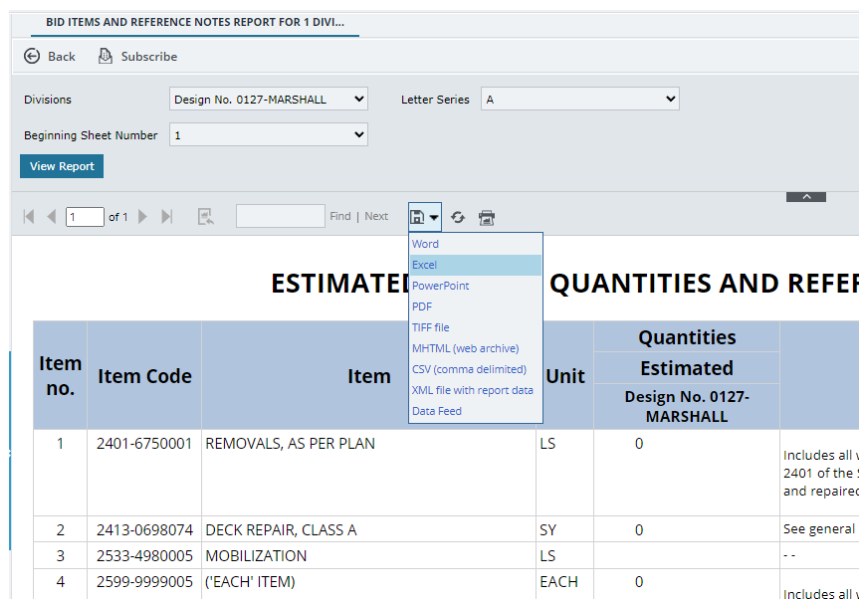 BID ITEMS AND REFERENCE NOTES REPORT FOR 1 DIVI...
Back Subscribe
Divisions Design No. 0127-MARSHALL Letter Series A
Beginning Sheet Number 1
View Report
1 of 1 Find | Next
Word
Excel
PowerPoint
PDF
TIFF file
MHTML (web archive)
CSV (comma delimited)
XML file with report data
Data Feed
ESTIMATED QUANTITIES AND REFER
Item no. Item Code Item Unit Quantities
Estimated
Design No. 0127-
MARSHALL
1 2401-6750001 REMOVALS, AS PER PLAN LS 0
Includes all
2401 of the
and repaired
2 2413-0698074 DECK REPAIR, CLASS A SY 0 See general
3 2533-4980005 MOBILIZATION LS - -
4 2599-9999005 ('EACH' ITEM) EACH 0
Includes all